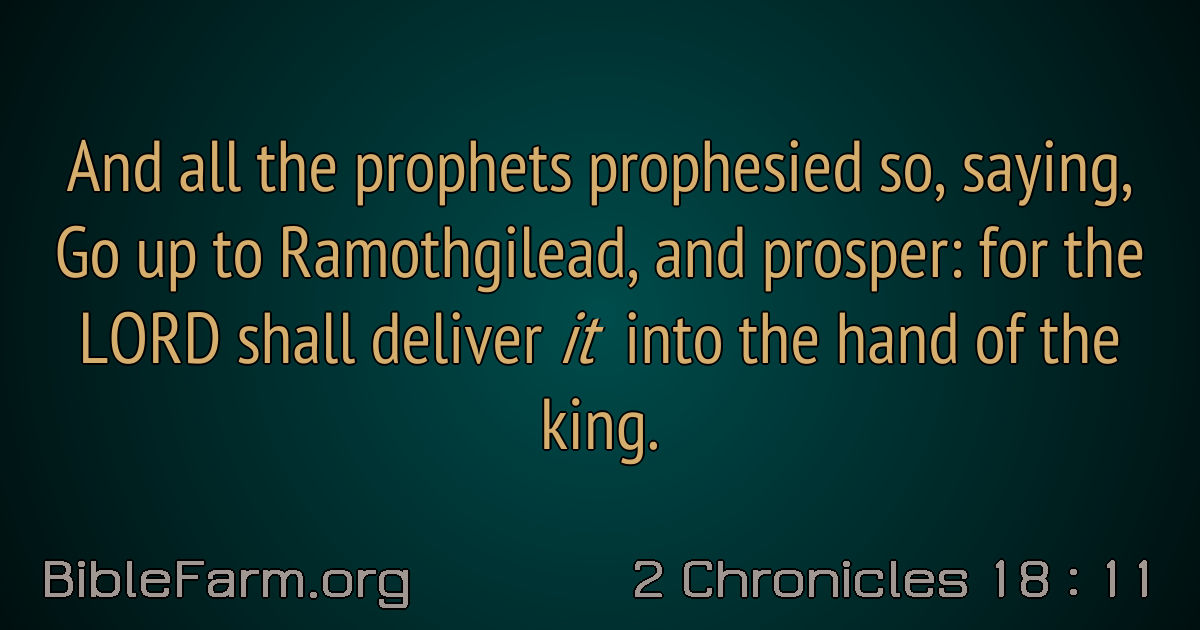 And all the prophets prophesied so, saying,
Go up to Ramothgilead, and prosper: for the
LORD shall deliver it into the hand of the
king.
BibleFarm.org
2 Chronicles 18 : 11